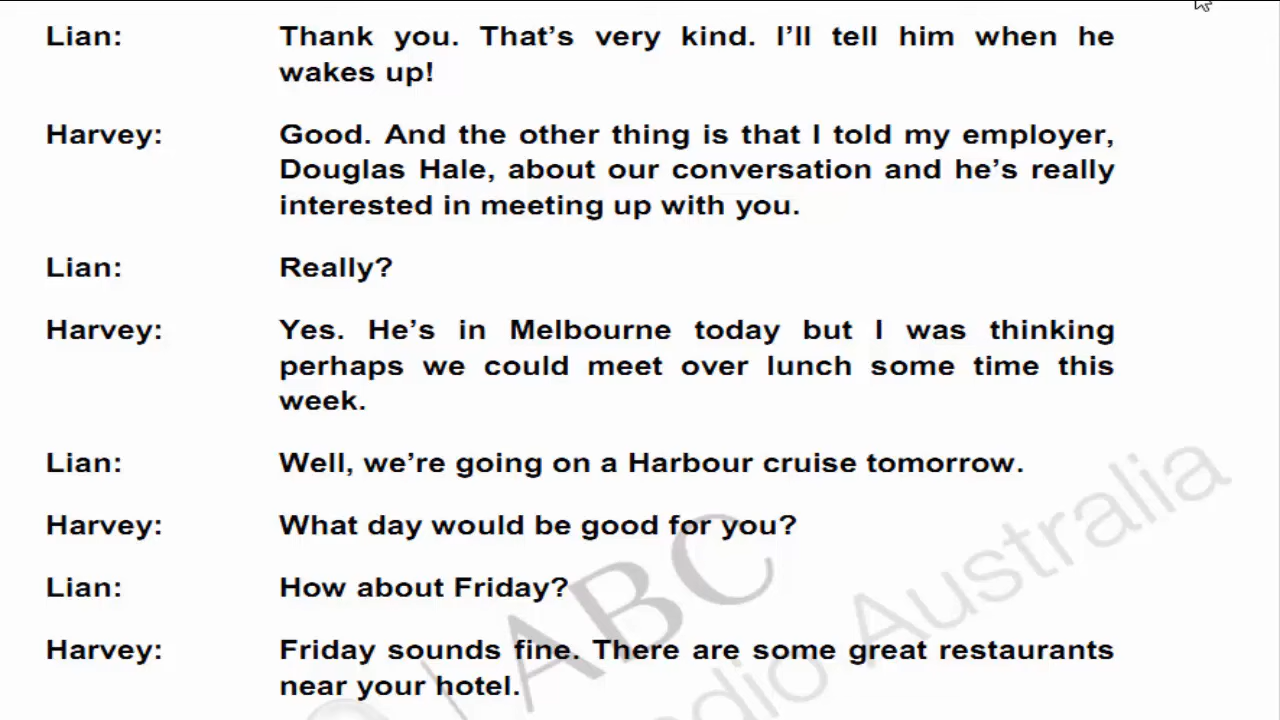 Lian: Thank you. That's very kind. I'll tell him when he
wakes up!
Harvey: Good. And the other thing is that I told my employer,
Douglas Hale, about our conversation and he's really
interested in meeting up with you.
Lian: Really?
Harvey: Yes. He's in Melbourne today but I was thinking
perhaps we could meet over lunch some time this
week.
Lian: Well, we're going on a Harbour cruise tomorrow.
Harvey: What day would be good for you?
Lian: How about Friday?
Harvey: Friday sounds fine. There are some great restaurants
near your hotel.
ABC
adio Australia